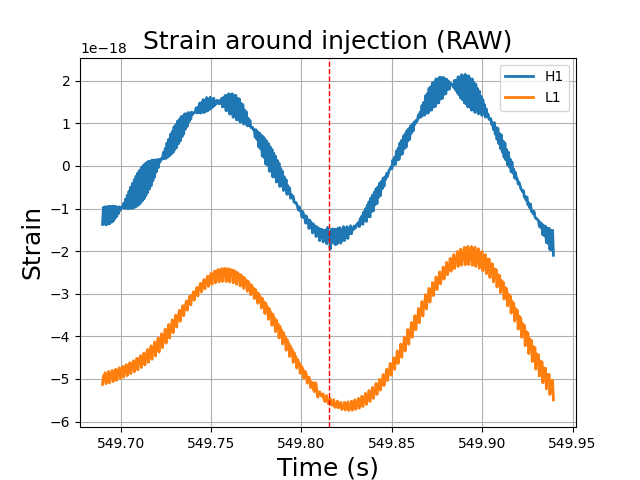 Strain around injection (RAW)
1e−18
H1
L1
2
1
0
−1
−2
−3
−4
−5
−6
Strain
549.70 549.75 549.80 549.85 549.90 549.95
Time (s)